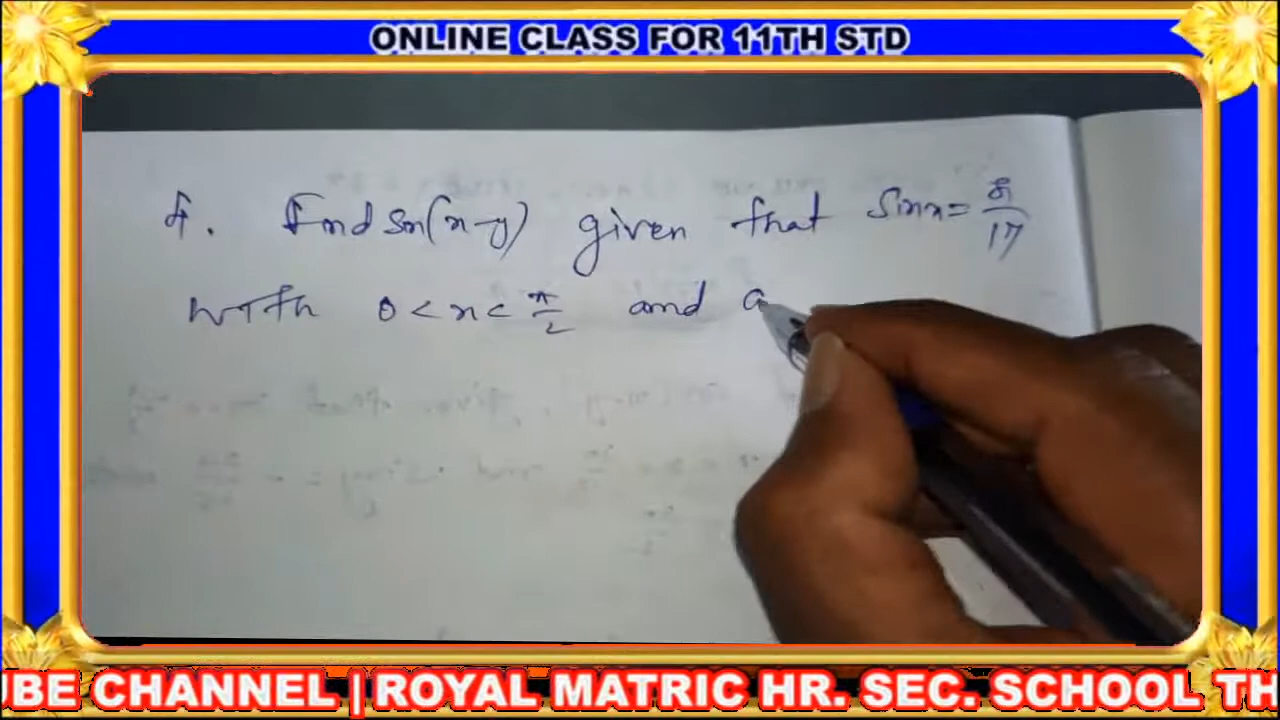 ONLINE CLASS FOR 11TH STD
4. Find Sin(x-y) given that Sinx = 8/17
with 0 < x < π/2 and c
BE CHANNEL | ROYAL MATRIC HR. SEC. SCHOOL TH